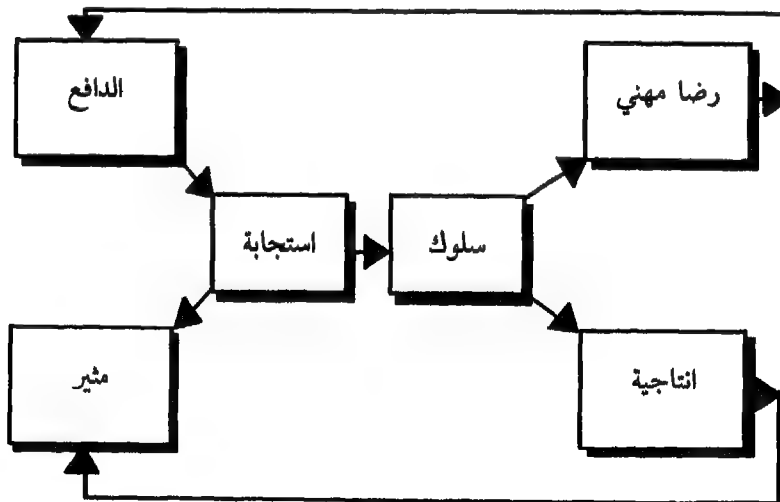 الدافع
رضا مهني
استجابة
سلوك
مثير
انتاجية